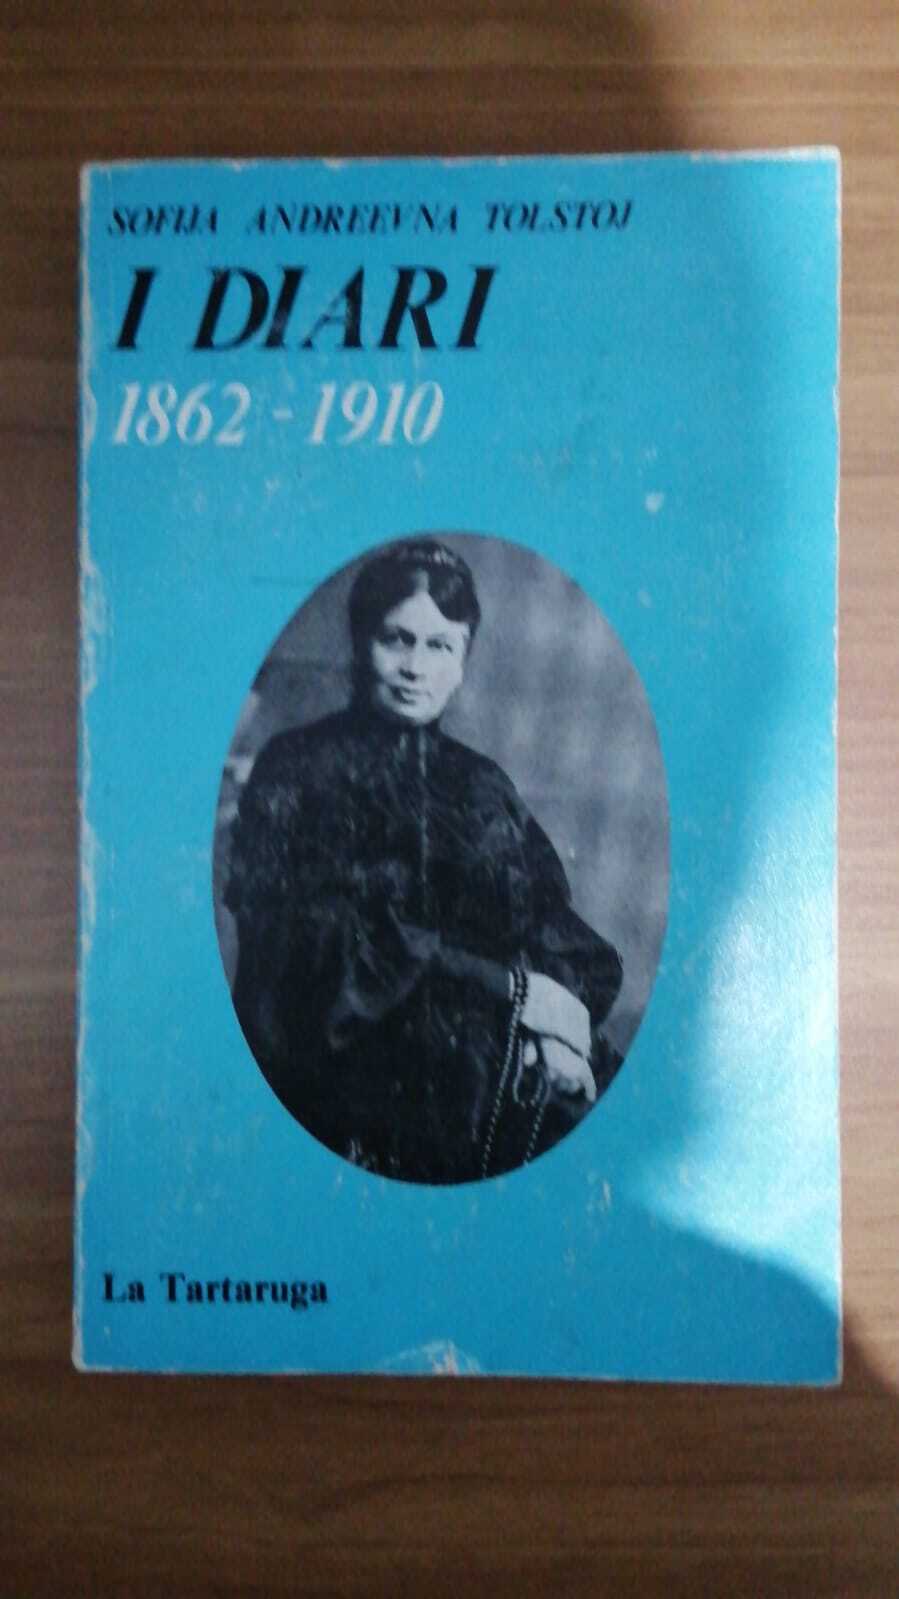 SOFIJA ANDREEVNA TOLSTOJ
I DIARI
1862 - 1910
La Tartaruga